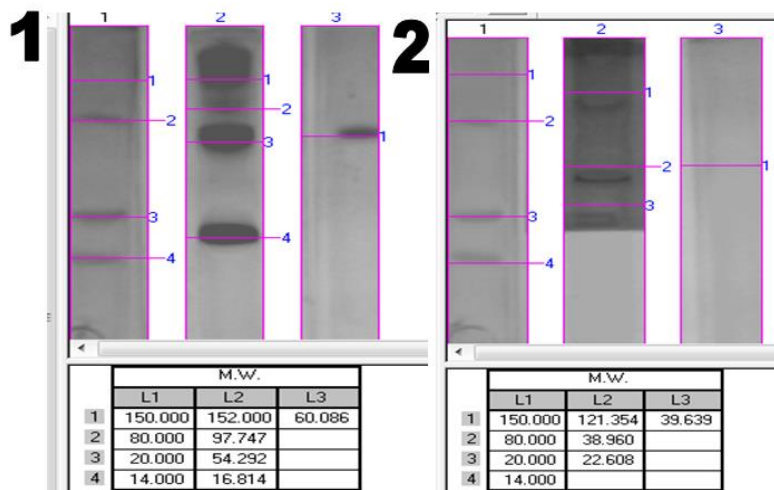 1
1 2 3
1 1
2 2
3 3 1
4 4
M.W.
L1 L2 L3
1 150.000 152.000 60.086
2 80.000 97.747
3 20.000 54.292
4 14.000 16.814
2
1 2 3
1 1
2 2 1
3 3
4
M.W.
L1 L2 L3
1 150.000 121.354 39.639
2 80.000 38.960
3 20.000 22.608
4 14.000